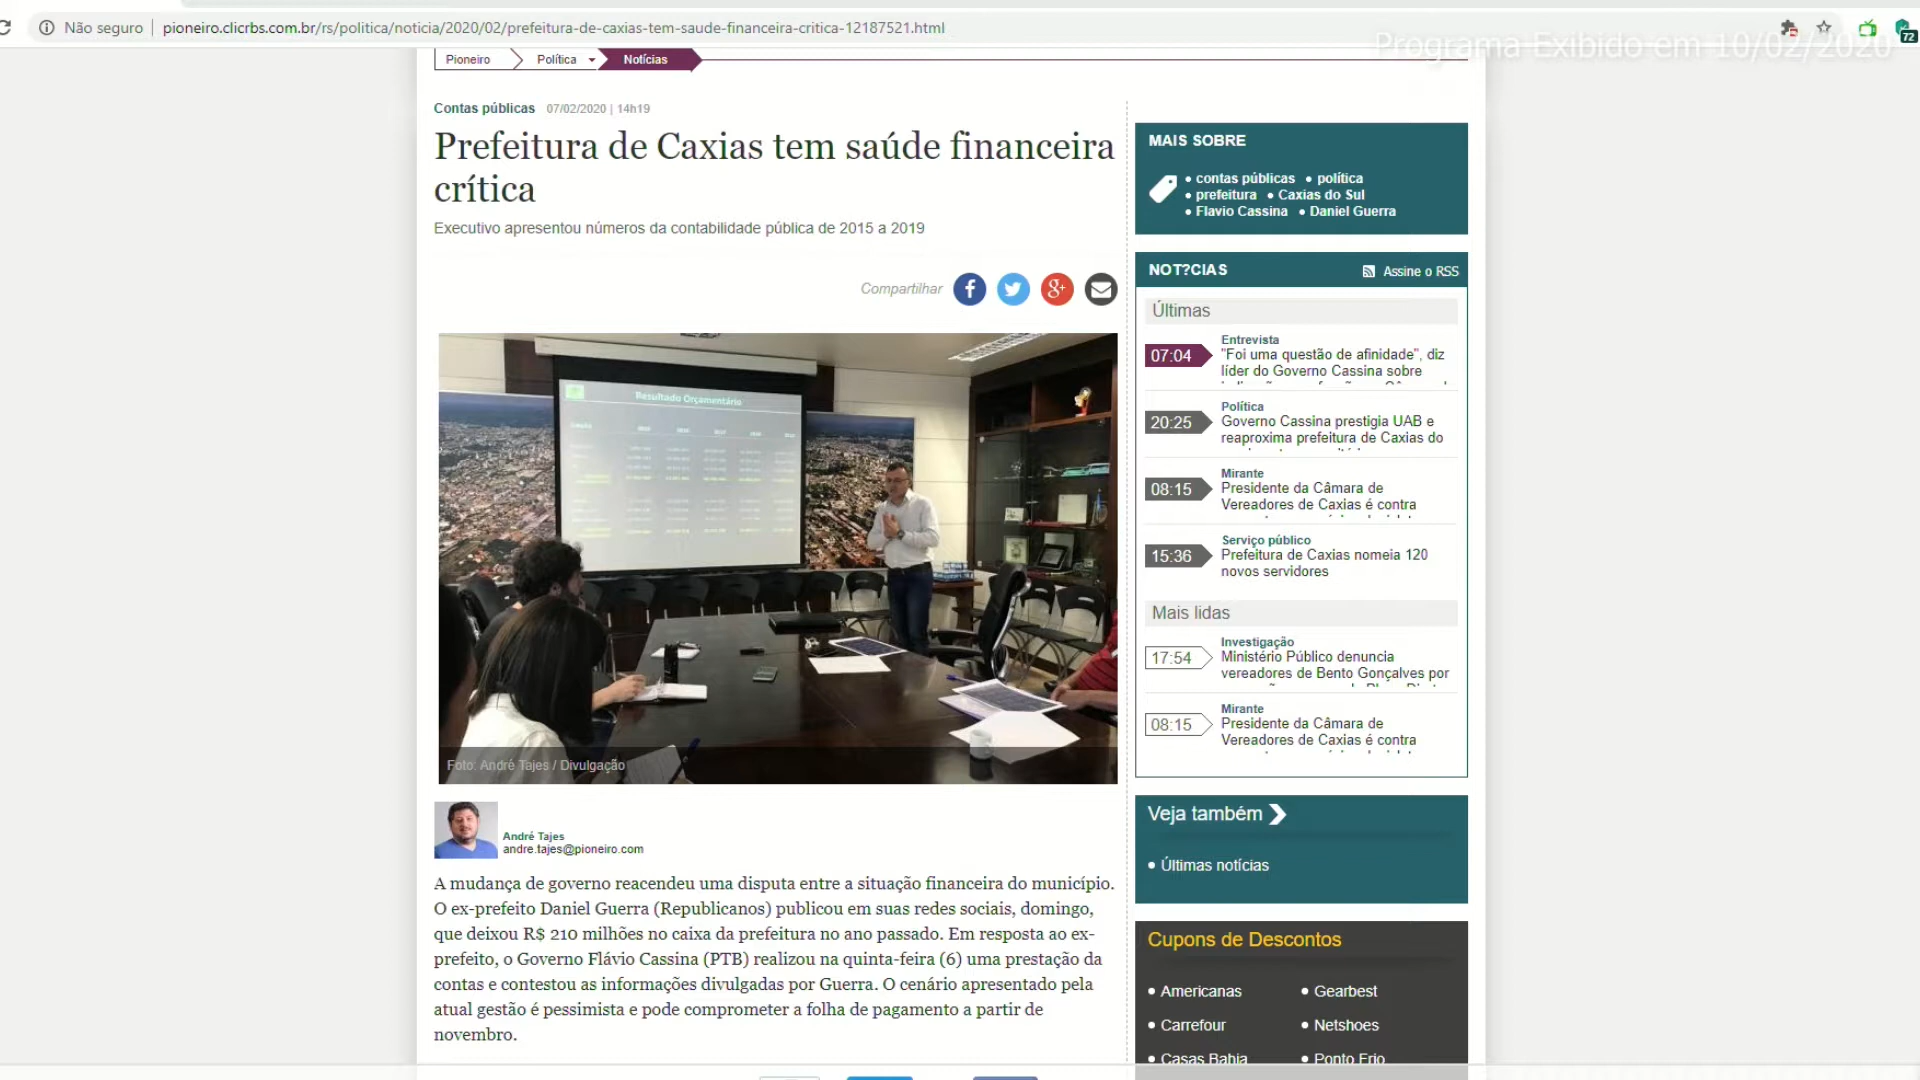 Não seguro
pioneiro.clicrbs.com.br/rs/politica/noticia/2020/02/prefeitura-de-caxias-tem-saude-financeira-critica-12187521.html
72
Programa Exibido em 10/02/2020
Pioneiro
Política
Notícias
Contas públicas 07/02/2020 | 14h19
Prefeitura de Caxias tem saúde financeira
crítica
Executivo apresentou números da contabilidade pública de 2015 a 2019
Compartilhar
Resultado Orçamentário
Foto: André Tajes / Divulgação
André Tajes
andre.tajes@pioneiro.com
A mudança de governo reacendeu uma disputa entre a situação financeira do município.
O ex-prefeito Daniel Guerra (Republicanos) publicou em suas redes sociais, domingo,
que deixou R$ 210 milhões no caixa da prefeitura no ano passado. Em resposta ao ex-
prefeito, o Governo Flávio Cassina (PTB) realizou na quinta-feira (6) uma prestação da
contas e contestou as informações divulgadas por Guerra. O cenário apresentado pela
atual gestão é pessimista e pode comprometer a folha de pagamento a partir de
novembro.
MAIS SOBRE
• contas públicas • política
• prefeitura • Caxias do Sul
• Flavio Cassina • Daniel Guerra
NOT?CIAS
Assine o RSS
Últimas
07:04
Entrevista
"Foi uma questão de afinidade", diz
líder do Governo Cassina sobre
20:25
Política
Governo Cassina prestigia UAB e
reaproxima prefeitura de Caxias do
08:15
Mirante
Presidente da Câmara de
Vereadores de Caxias é contra
15:36
Serviço público
Prefeitura de Caxias nomeia 120
novos servidores
Mais lidas
17:54
Investigação
Ministério Público denuncia
vereadores de Bento Gonçalves por
08:15
Mirante
Presidente da Câmara de
Vereadores de Caxias é contra
Veja também
• Últimas notícias
Cupons de Descontos
• Americanas • Gearbest
• Carrefour • Netshoes
• Casas Bahia • Ponto Frio